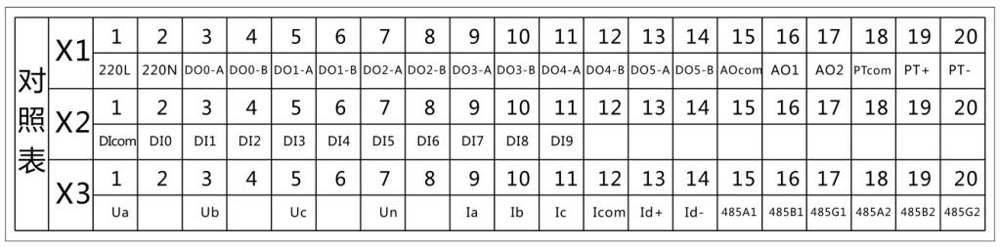 对照表
X1
1 2 3 4 5 6 7 8 9 10 11 12 13 14 15 16 17 18 19 20
220L 220N DO0-A DO0-B DO1-A DO1-B DO2-A DO2-B DO3-A DO3-B DO4-A DO4-B DO5-A DO5-B AOcom AO1 AO2 PTcom PT+ PT-
X2
1 2 3 4 5 6 7 8 9 10 11 12 13 14 15 16 17 18 19 20
DIcom DI0 DI1 DI2 DI3 DI4 DI5 DI6 DI7 DI8 DI9
X3
1 2 3 4 5 6 7 8 9 10 11 12 13 14 15 16 17 18 19 20
Ua Ub Uc Un Ia Ib Ic Icom Id+ Id- 485A1 485B1 485G1 485A2 485B2 485G2